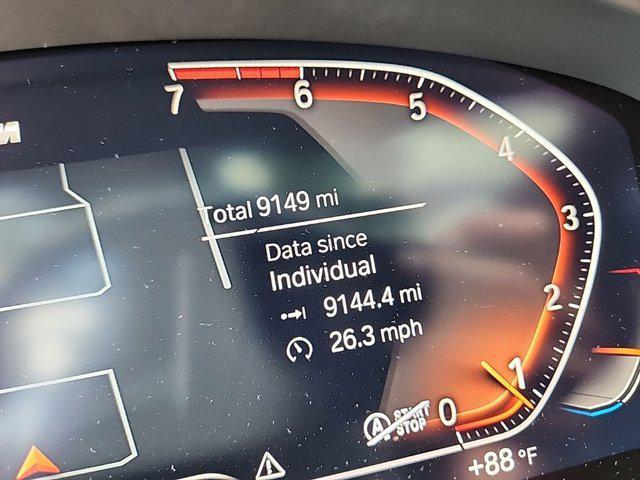 7
6
5
4
3
2
1
0
Total 9149 mi
Data since
Individual
9144.4 mi
26.3 mph
A START
STOP
+88 °F